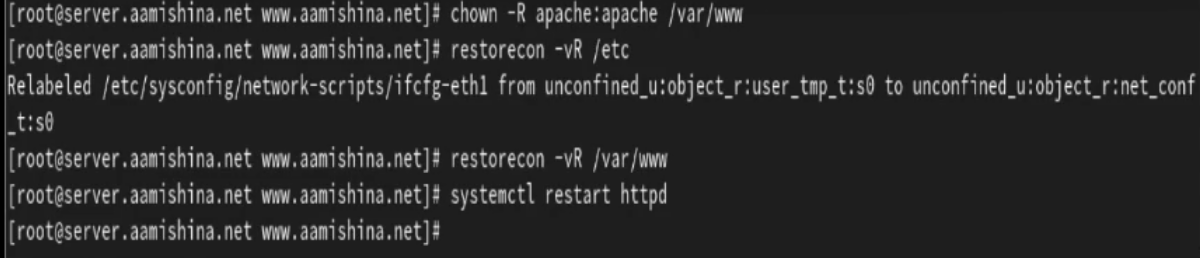 [root@server.aamishina.net www.aamishina.net]# chown -R apache:apache /var/www
[root@server.aamishina.net www.aamishina.net]# restorecon -vR /etc
Relabeled /etc/sysconfig/network-scripts/ifcfg-eth1 from unconfined_u:object_r:user_tmp_t:s0 to unconfined_u:object_r:net_conf
_t:s0
[root@server.aamishina.net www.aamishina.net]# restorecon -vR /var/www
[root@server.aamishina.net www.aamishina.net]# systemctl restart httpd
[root@server.aamishina.net www.aamishina.net]#